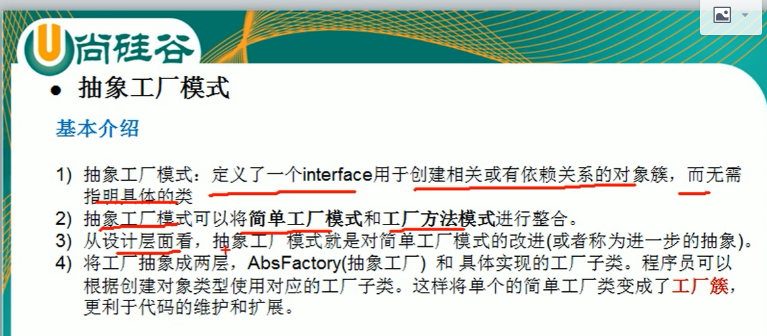 尚硅谷
● 抽象工厂模式
基本介绍
1) 抽象工厂模式：定义了一个interface用于创建相关或有依赖关系的对象簇，而无需
指明具体的类
2) 抽象工厂模式可以将简单工厂模式和工厂方法模式进行整合。
3) 从设计层面看，抽象工厂模式就是对简单工厂模式的改进(或者称为进一步的抽象)。
4) 将工厂抽象成两层，AbsFactory(抽象工厂) 和 具体实现的工厂子类。程序员可以
根据创建对象类型使用对应的工厂子类。这样将单个的简单工厂类变成了工厂簇，
更利于代码的维护和扩展。